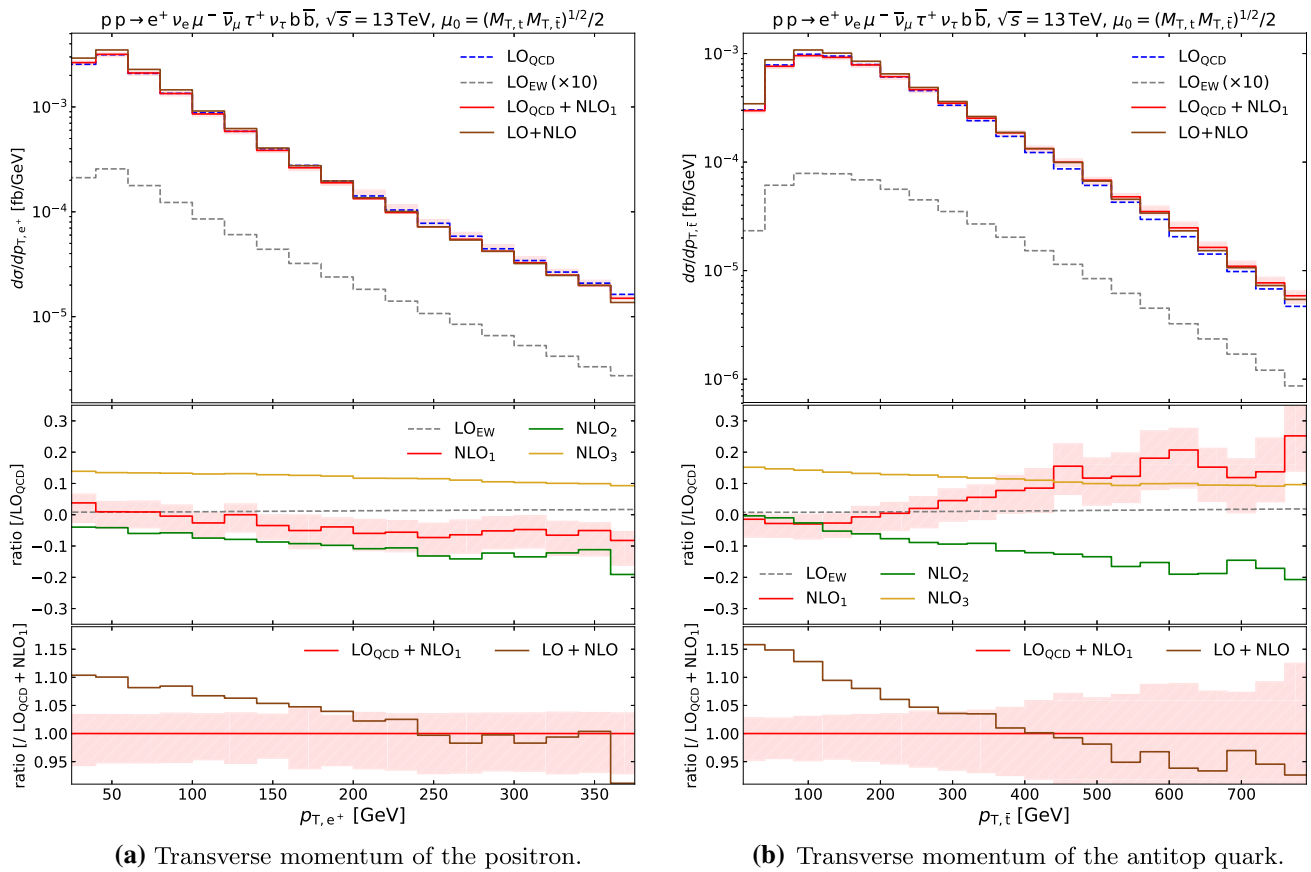 pp → e⁺ νₑ μ⁻ ν̄_μ τ⁺ ν_τ b b̄, √s = 13 TeV, μ₀ = (M_T,t M_T,t̄)^1/2/2
dσ/dp_T,e⁺ [fb/GeV]
10⁻³
10⁻⁴
10⁻⁵
LO_QCD
LO_EW (×10)
LO_QCD + NLO₁
LO+NLO
ratio [/LO_QCD]
0.3
0.2
0.1
0.0
−0.1
−0.2
−0.3
LO_EW NLO₂
NLO₁ NLO₃
ratio [/ LO_QCD + NLO₁]
1.15
1.10
1.05
1.00
0.95
LO_QCD + NLO₁ LO + NLO
50 100 150 200 250 300 350
p_T,e⁺ [GeV]
(a) Transverse momentum of the positron.
pp → e⁺ νₑ μ⁻ ν̄_μ τ⁺ ν_τ b b̄, √s = 13 TeV, μ₀ = (M_T,t M_T,t̄)^1/2/2
dσ/dp_T,t̄ [fb/GeV]
10⁻³
10⁻⁴
10⁻⁵
10⁻⁶
LO_QCD
LO_EW (×10)
LO_QCD + NLO₁
LO+NLO
ratio [/LO_QCD]
0.3
0.2
0.1
0.0
−0.1
−0.2
−0.3
LO_EW NLO₂
NLO₁ NLO₃
ratio [/ LO_QCD + NLO₁]
1.15
1.10
1.05
1.00
0.95
LO_QCD + NLO₁ LO + NLO
100 200 300 400 500 600 700
p_T,t̄ [GeV]
(b) Transverse momentum of the antitop quark.